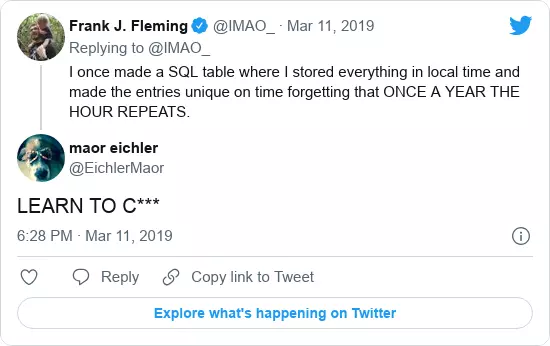 Frank J. Fleming @IMAO_ · Mar 11, 2019
Replying to @IMAO_
I once made a SQL table where I stored everything in local time and
made the entries unique on time forgetting that ONCE A YEAR THE
HOUR REPEATS.
maor eichler
@EichlerMaor
LEARN TO C***
6:28 PM · Mar 11, 2019
Reply Copy link to Tweet
Explore what's happening on Twitter